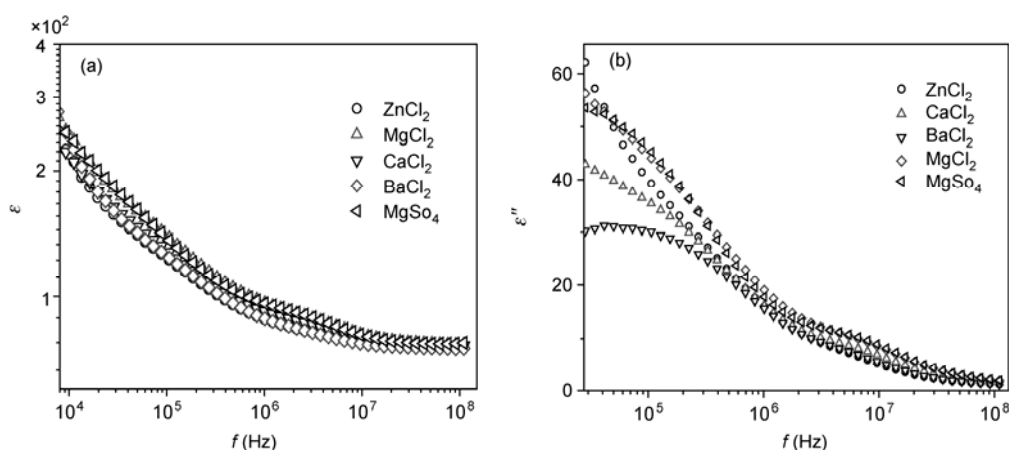 ×10²
4
3
2
1
ε
(a)
ZnCl₂
MgCl₂
CaCl₂
BaCl₂
MgSo₄
10⁴
10⁵
10⁶
10⁷
10⁸
f (Hz)
60
40
20
0
ε″
(b)
ZnCl₂
CaCl₂
BaCl₂
MgCl₂
MgSo₄
10⁵
10⁶
10⁷
10⁸
f (Hz)